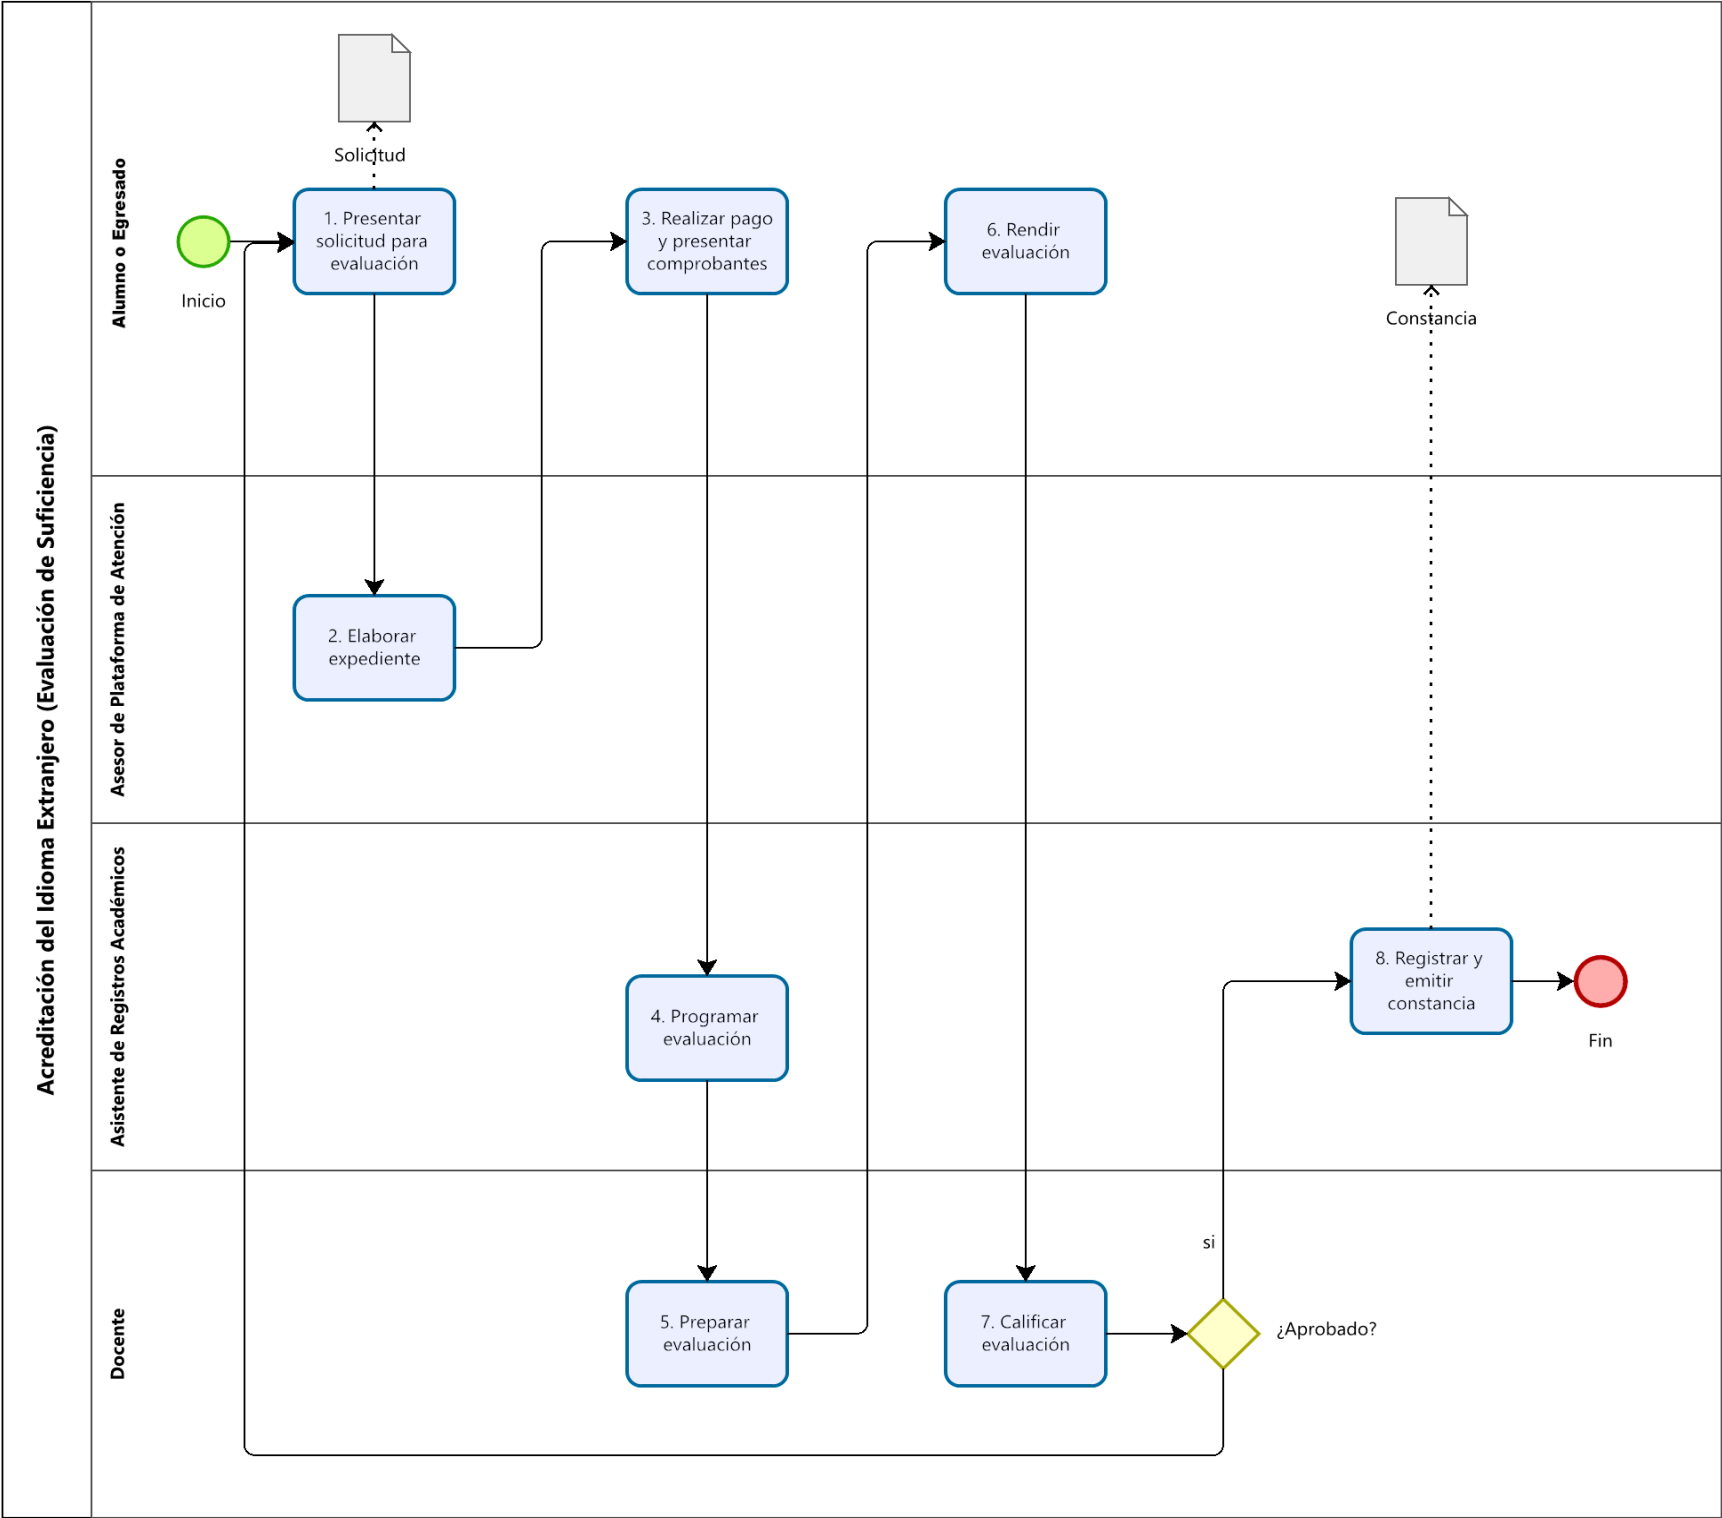 Acreditación del Idioma Extranjero (Evaluación de Suficiencia)
Alumno o Egresado
Solicitud
Inicio
1. Presentar
solicitud para
evaluación
3. Realizar pago
y presentar
comprobantes
6. Rendir
evaluación
Constancia
Asesor de Plataforma de Atención
2. Elaborar
expediente
Asistente de Registros Académicos
4. Programar
evaluación
8. Registrar y
emitir
constancia
Fin
Docente
5. Preparar
evaluación
7. Calificar
evaluación
si
¿Aprobado?